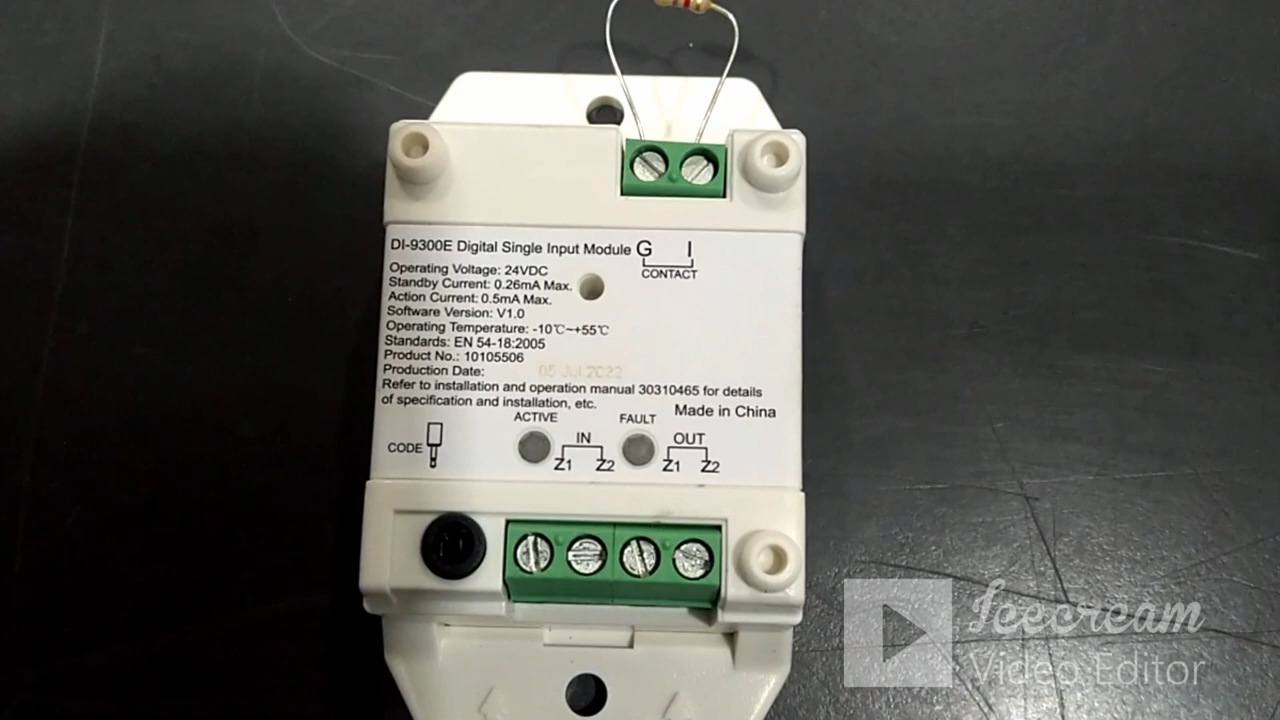 DI-9300E Digital Single Input Module G I
CONTACT
Operating Voltage: 24VDC
Standby Current: 0.26mA Max.
Action Current: 0.5mA Max.
Software Version: V1.0
Operating Temperature: -10℃~+55℃
Standards: EN 54-18:2005
Product No.: 10105506
Production Date: 05 Jul 2022
Refer to installation and operation manual 30310465 for details
of specification and installation, etc.
Made in China
ACTIVE FAULT
CODE IN OUT
Z1 Z2 Z1 Z2
Icecream
Video Editor